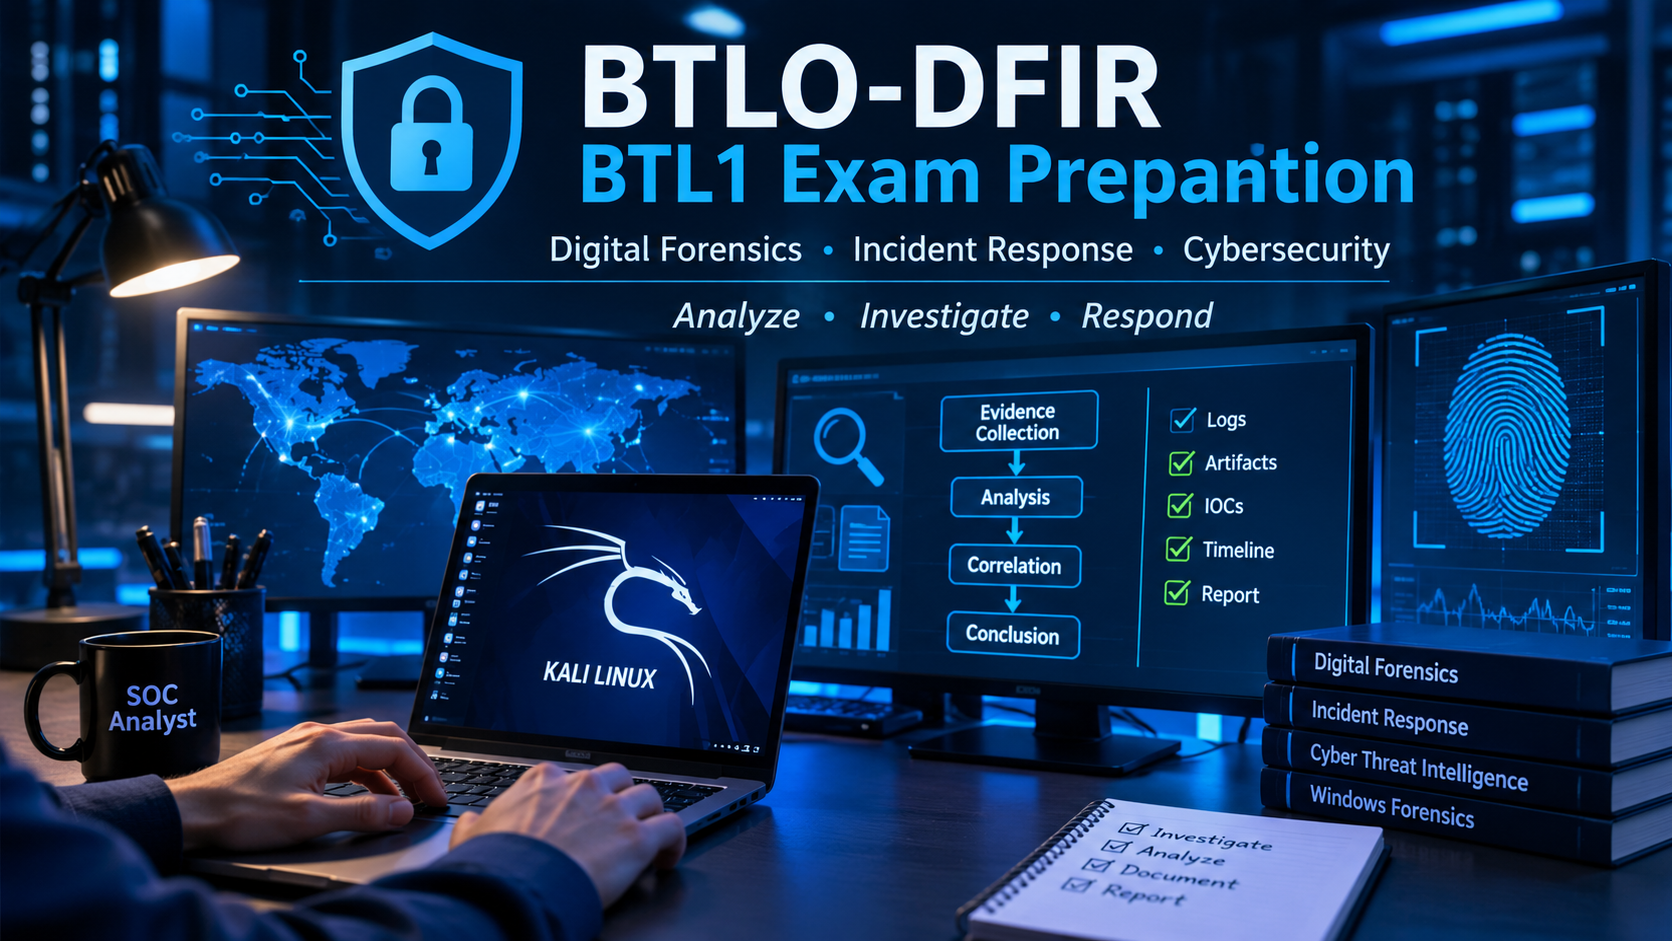 BTLO-DFIR
BTL1 Exam Prepantion
Digital Forensics • Incident Response • Cybersecurity
Analyze • Investigate • Respond
Evidence
Collection
Analysis
Correlation
Conclusion
Logs
Artifacts
IOCs
Timeline
Report
KALI LINUX
SOC
Analyst
Digital Forensics
Incident Response
Cyber Threat Intelligence
Windows Forensics
Investigate
Analyze
Document
Report